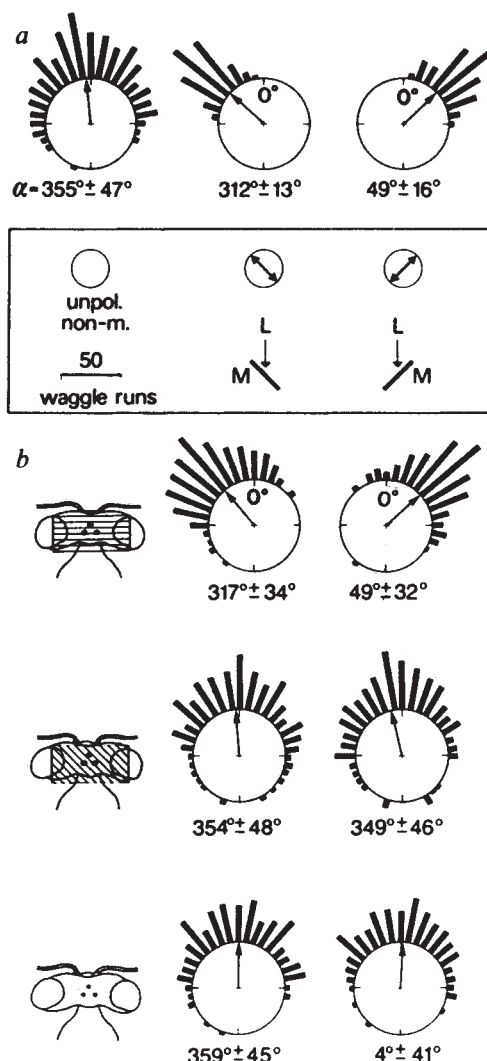 a
0° 0°
α= 355°± 47° 312°± 13° 49°± 16°
unpol.
non-m.
L L
M M
50
waggle runs
b
0° 0°
317°± 34° 49°± 32°
354°± 48° 349°± 46°
359°± 45° 4°± 41°